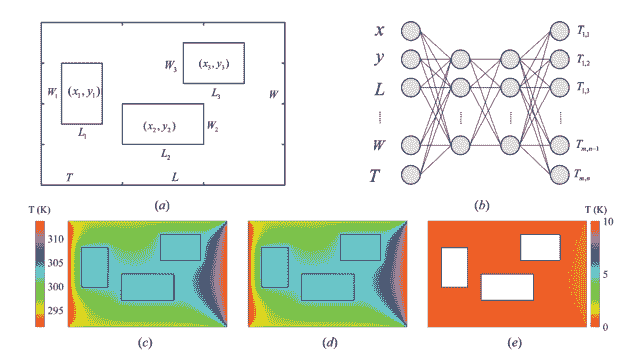 (x₃, y₃)
W₃
L₃
W₁
(x₁, y₁)
L₁
W
(x₂, y₂)
W₂
L₂
T
L
(a)
x
y
L
W
T
T₁,₁
T₁,₂
T₁,₃
Tₘ,ₙ₋₁
Tₘ,ₙ
(b)
T (K)
310
305
300
295
(c)
(d)
(e)
T (K)
10
5
0